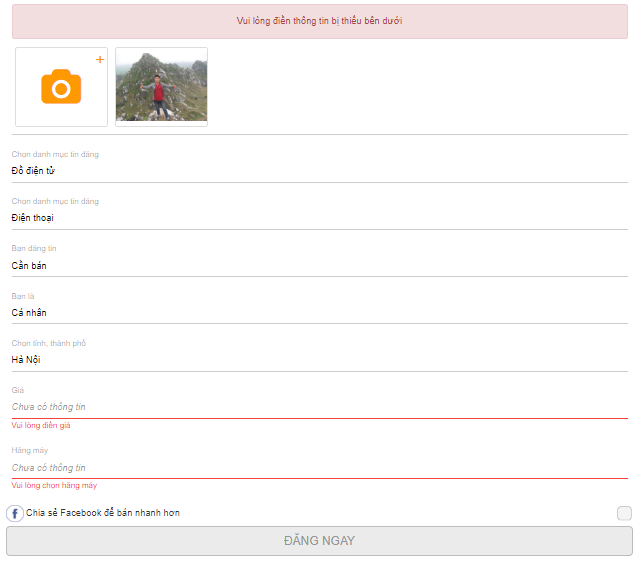 Vui lòng điền thông tin bị thiếu bên dưới
Chọn danh mục tin đăng
Đồ điện tử
Chọn danh mục tin đăng
Điện thoại
Bạn đăng tin
Cần bán
Bạn là
Cá nhân
Chọn tỉnh, thành phố
Hà Nội
Giá
Chưa có thông tin
Vui lòng điền giá
Hãng máy
Chưa có thông tin
Vui lòng chọn hãng máy
Chia sẻ Facebook để bán nhanh hơn
ĐĂNG NGAY